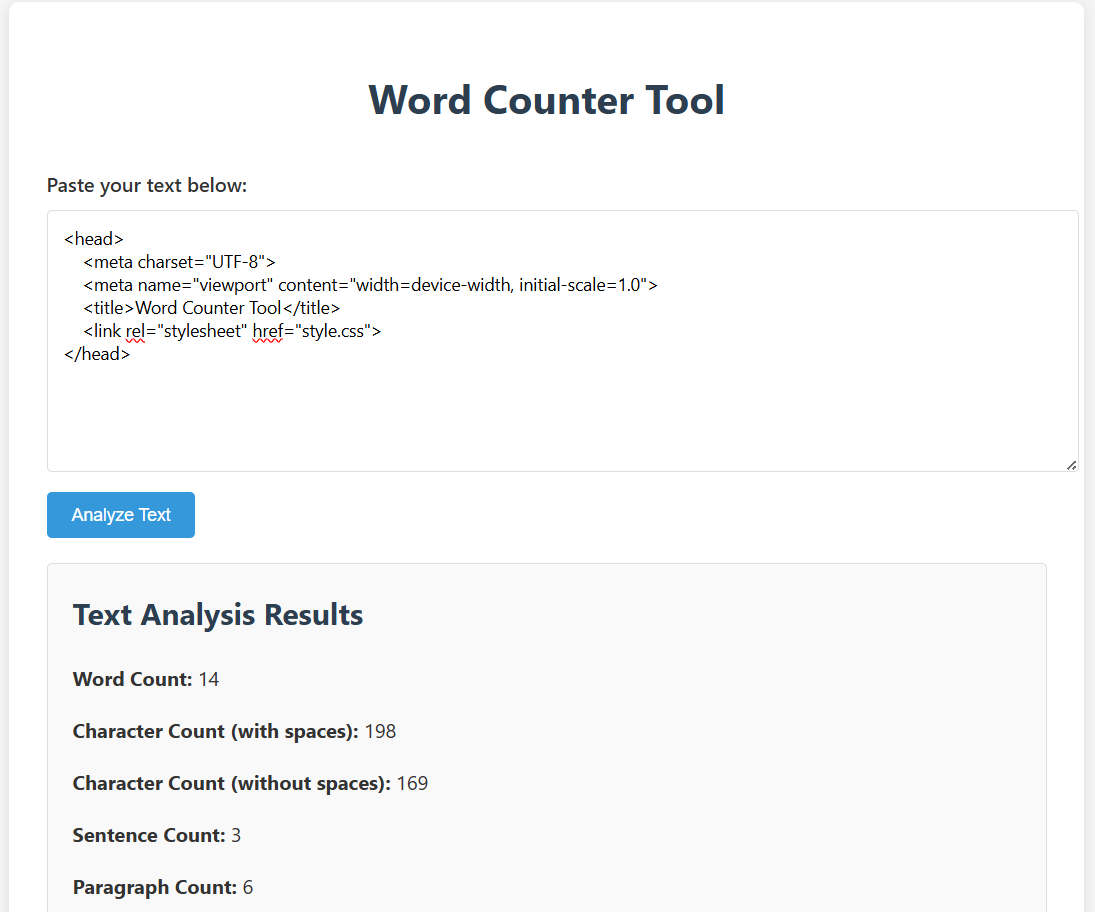 Word Counter Tool
Paste your text below:
<head>
    <meta charset="UTF-8">
    <meta name="viewport" content="width=device-width, initial-scale=1.0">
    <title>Word Counter Tool</title>
    <link rel="stylesheet" href="style.css">
</head>
Analyze Text
Text Analysis Results
Word Count: 14
Character Count (with spaces): 198
Character Count (without spaces): 169
Sentence Count: 3
Paragraph Count: 6